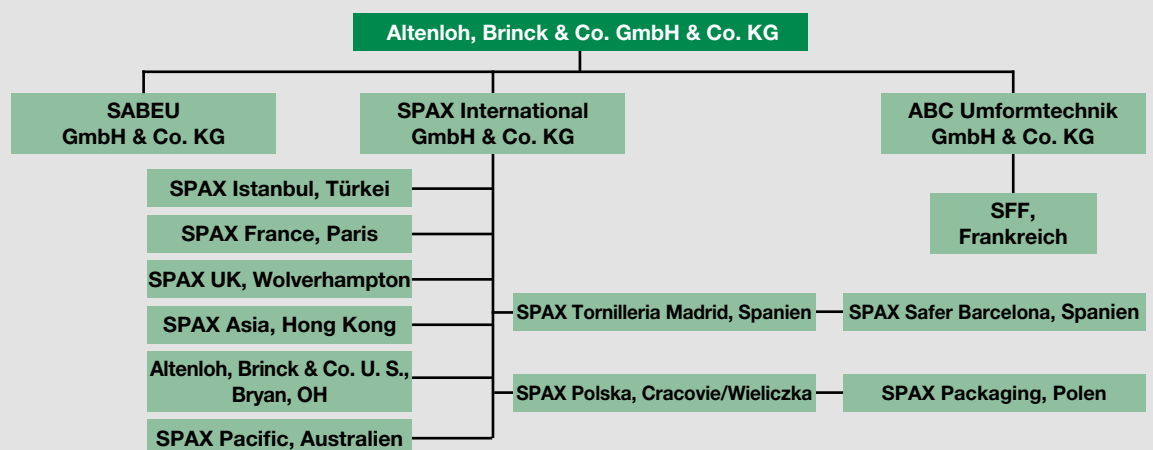 Altenloh, Brinck & Co. GmbH & Co. KG
SABEU
GmbH & Co. KG
SPAX International
GmbH & Co. KG
ABC Umformtechnik
GmbH & Co. KG
SPAX Istanbul, Türkei
SPAX France, Paris
SPAX UK, Wolverhampton
SPAX Asia, Hong Kong
Altenloh, Brinck & Co. U. S.,
Bryan, OH
SPAX Pacific, Australien
SPAX Tornilleria Madrid, Spanien
SPAX Safer Barcelona, Spanien
SPAX Polska, Cracovie/Wieliczka
SPAX Packaging, Polen
SFF,
Frankreich